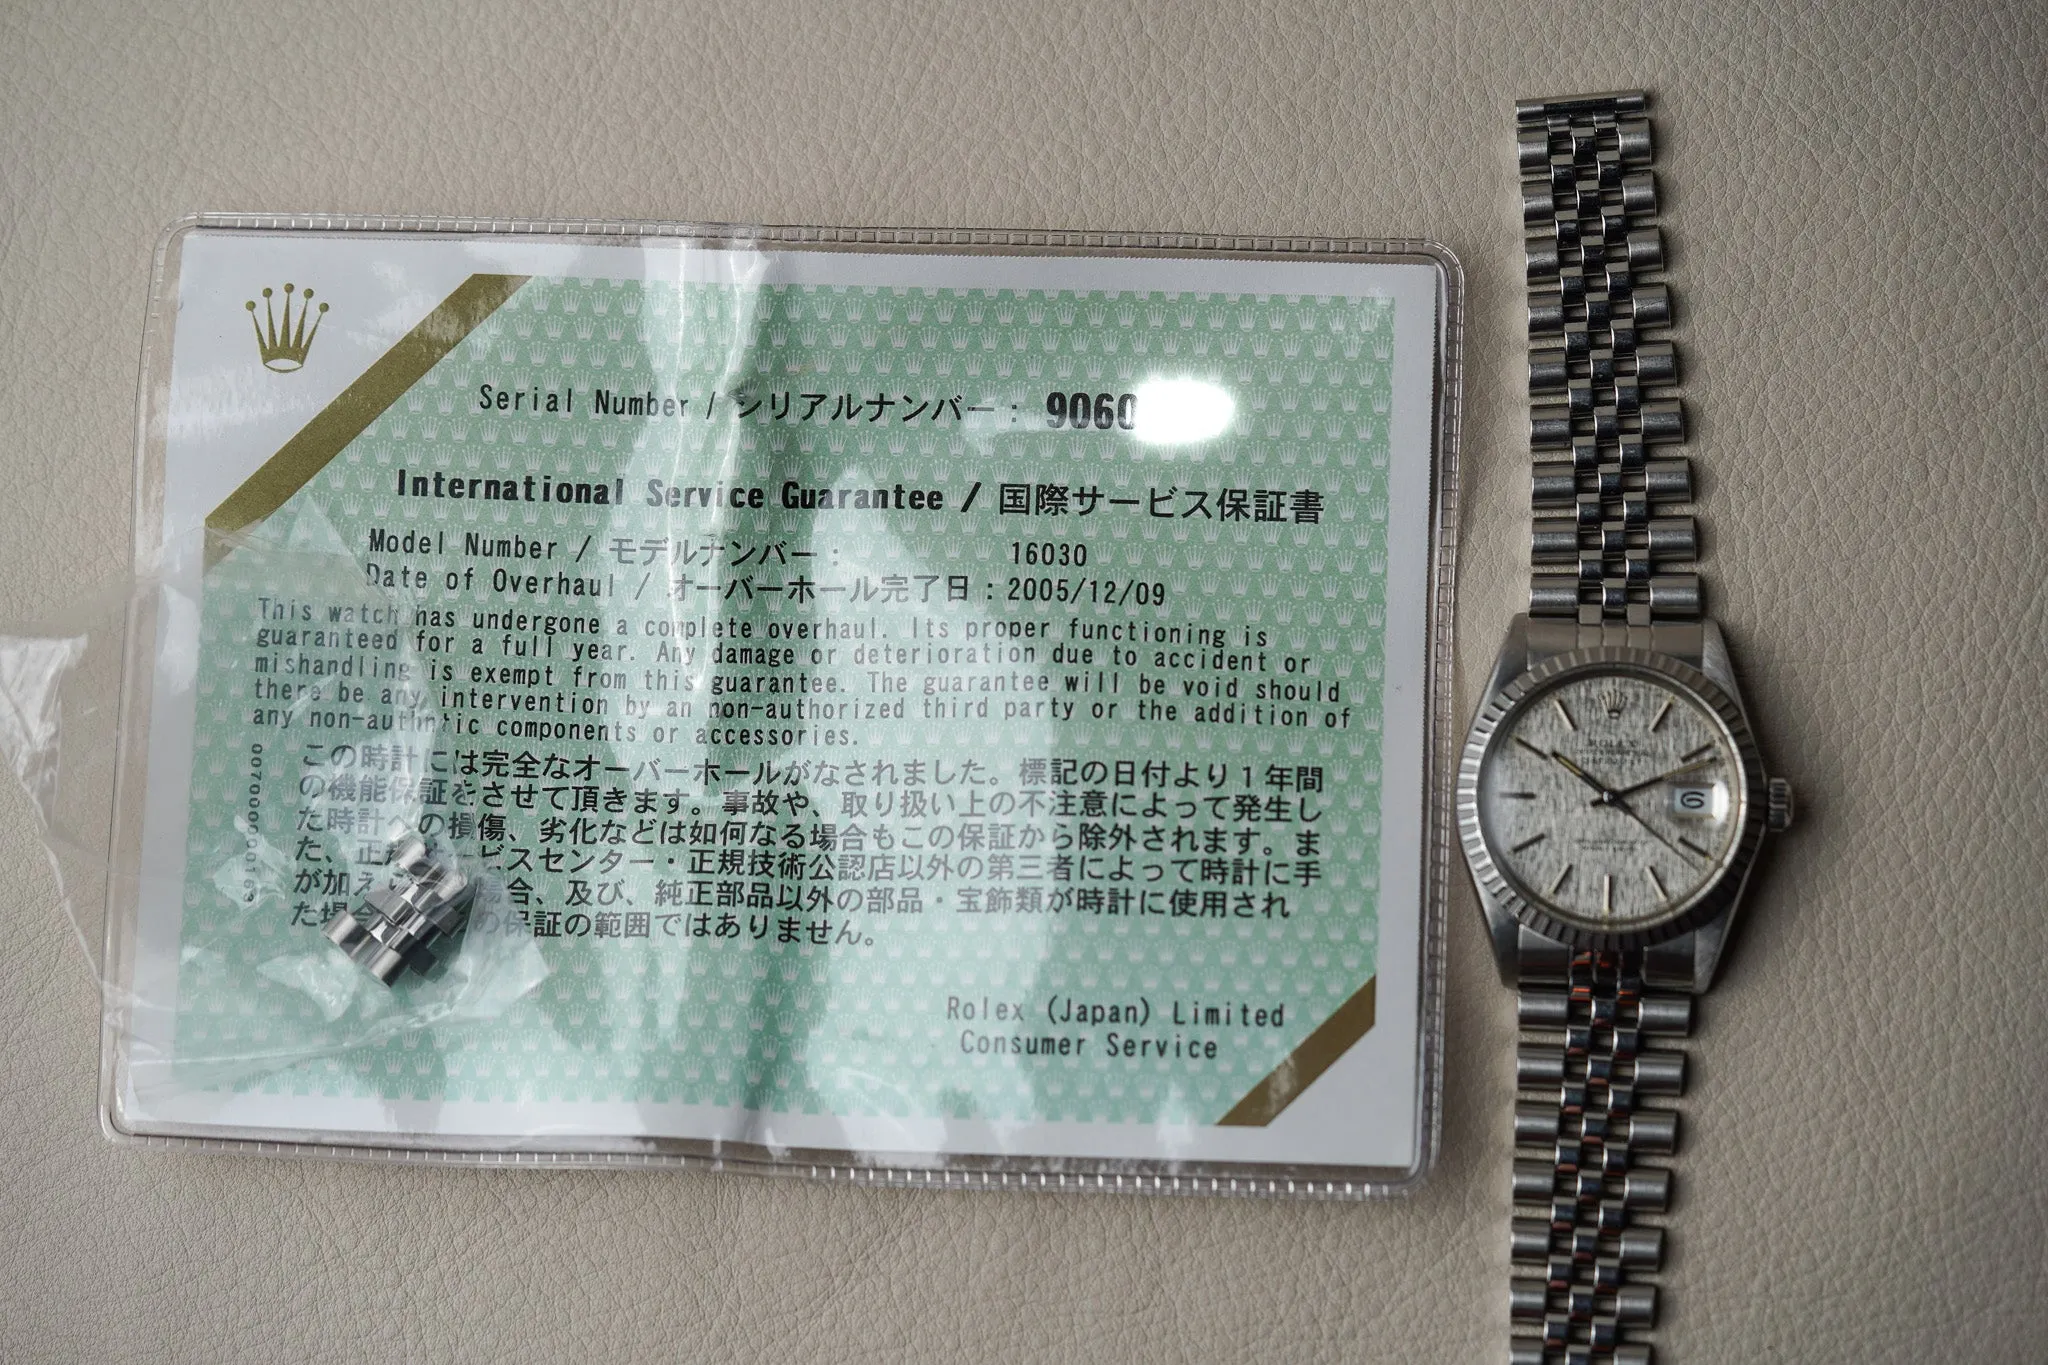 Serial Number / シリアルナンバー : 9060
International Service Guarantee / 国際サービス保証書
Model Number / モデルナンバー : 16030
Date of Overhaul / オーバーホール完了日 : 2005/12/09
This watch has undergone a complete overhaul. Its proper functioning is
guaranteed for a full year. Any damage or deterioration due to accident or
mishandling is exempt from this guarantee. The guarantee will be void should
there be any intervention by an non-authorized third party or the addition of
any non-authntic components or accessories.
この時計には完全なオーバーホールがなされました。標記の日付より1年間
の機能保証をさせて頂きます。事故や、取り扱い上の不注意によって発生し
た時計への損傷、劣化などは如何なる場合もこの保証から除外されます。ま
た、正規 ービスセンター・正規技術公認店以外の第三者によって時計に手
が加え 場合、及び、純正部品以外の部品・宝飾類が時計に使用され
た場合 の保証の範囲ではありません。
Rolex (Japan) Limited
Consumer Service
ROLEX